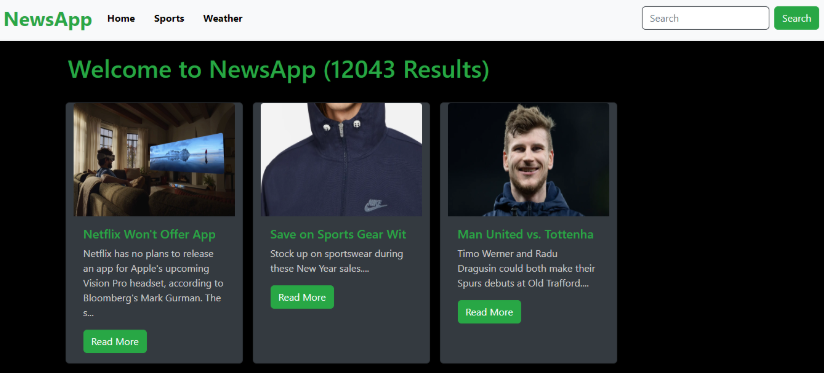 NewsApp Home Sports Weather Search Search
Welcome to NewsApp (12043 Results)
Netflix Won't Offer App
Netflix has no plans to release
an app for Apple's upcoming
Vision Pro headset, according to
Bloomberg's Mark Gurman. The
s...
Read More
Save on Sports Gear Wit
Stock up on sportswear during
these New Year sales....
Read More
Man United vs. Tottenha
Timo Werner and Radu
Dragusin could both make their
Spurs debuts at Old Trafford....
Read More